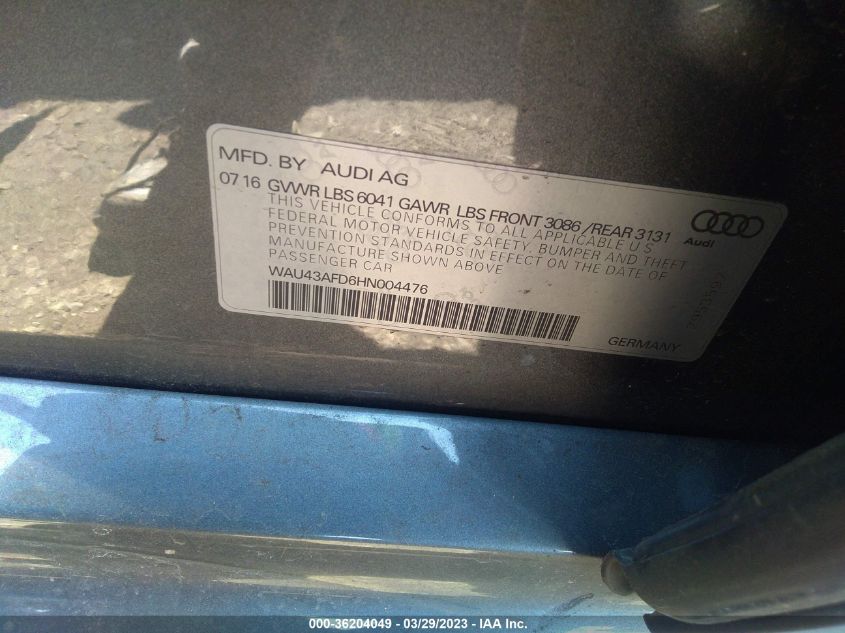 MFD. BY AUDI AG
07 16 GVWR LBS 6041 GAWR LBS FRONT 3086 /REAR 3131
THIS VEHICLE CONFORMS TO ALL APPLICABLE U S
FEDERAL MOTOR VEHICLE SAFETY, BUMPER AND THEFT
PREVENTION STANDARDS IN EFFECT ON THE DATE OF
MANUFACTURE SHOWN ABOVE
PASSENGER CAR
WAU43AFD6HN004476
Audi
GERMANY
000-36204049 - 03/29/2023 - IAA Inc.